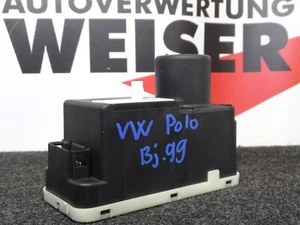 AUTOVERWERTUNG
WEISER
VW Polo
Bj.99